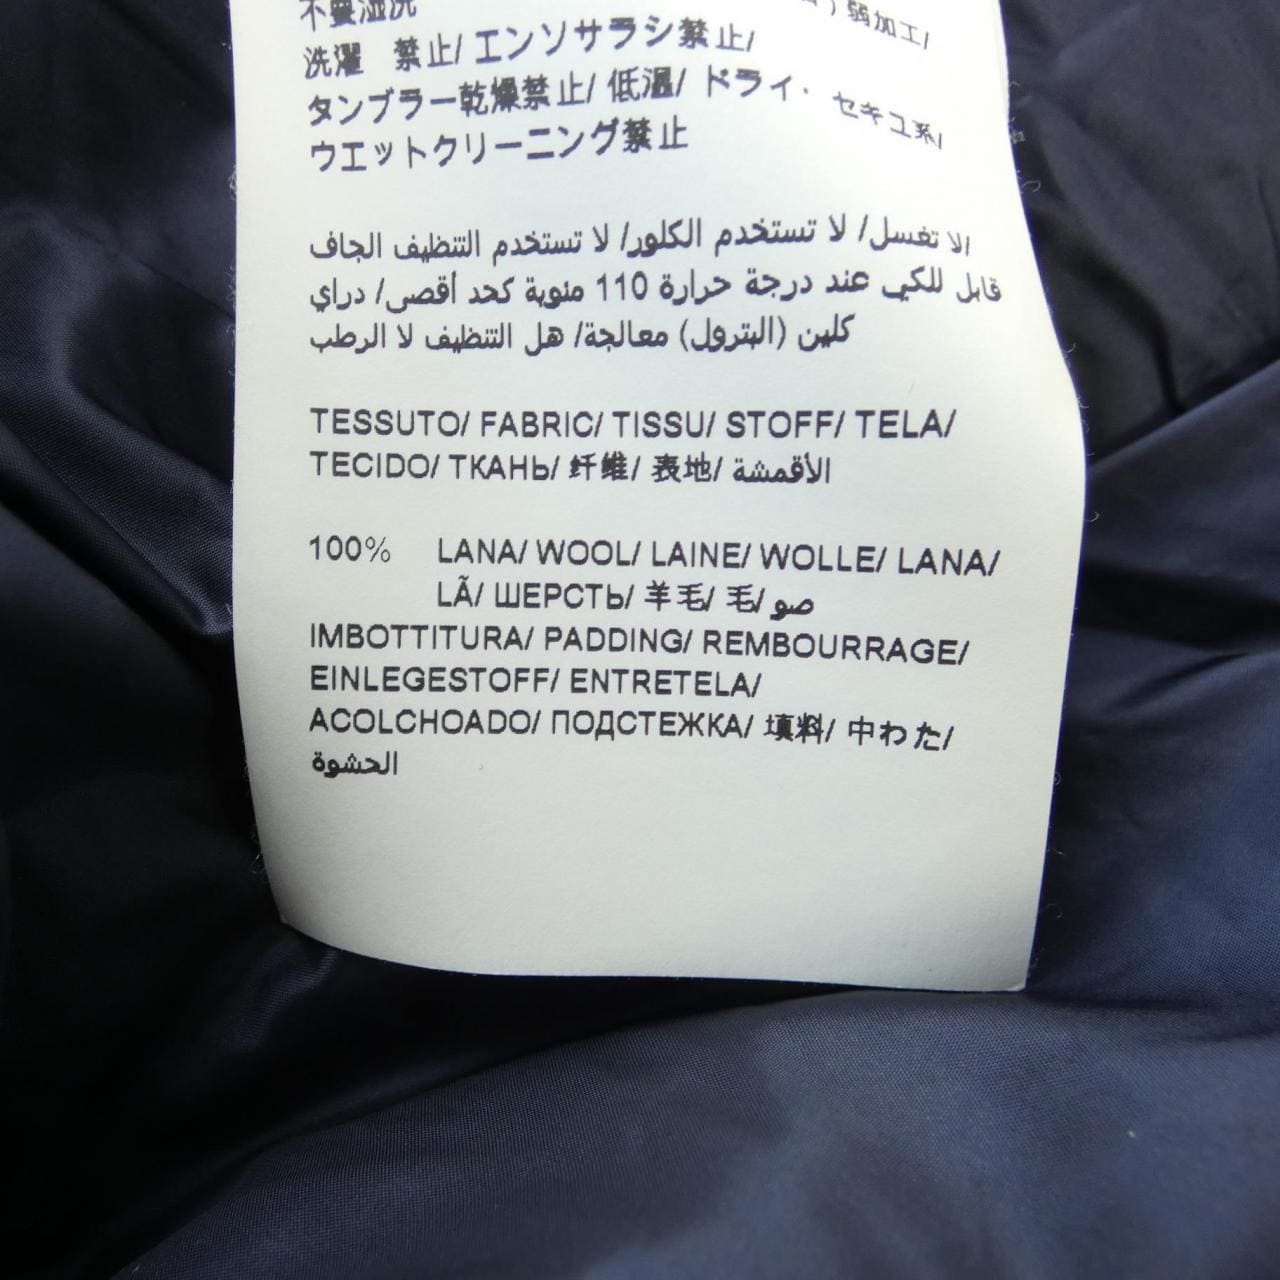 不要湿洗
弱加工/
洗濯 禁止/ エンソサラシ禁止/
タンブラー乾燥禁止/ 低温/ ドライ・セキユ系/
ウエットクリーニング禁止
الا تغسل/ لا تستخدم الكلور/ لا تستخدم التنظيف الجاف
قابل للكي عند درجة حرارة 110 مئوية كحد أقصى/ دراي
كلين (البترول) معالجة/ هل التنظيف لا الرطب
TESSUTO/ FABRIC/ TISSU/ STOFF/ TELA/
TECIDO/ ТКАНЬ/ 纤维/ 表地/ الأقمشة
100% LANA/ WOOL/ LAINE/ WOLLE/ LANA/
LÃ/ ШЕРСТЬ/ 羊毛/ 毛/ صو
IMBOTTITURA/ PADDING/ REMBOURRAGE/
EINLEGESTOFF/ ENTRETELA/
ACOLCHOADO/ ПОДСТЕЖКА/ 填料/ 中わた/
الحشوة